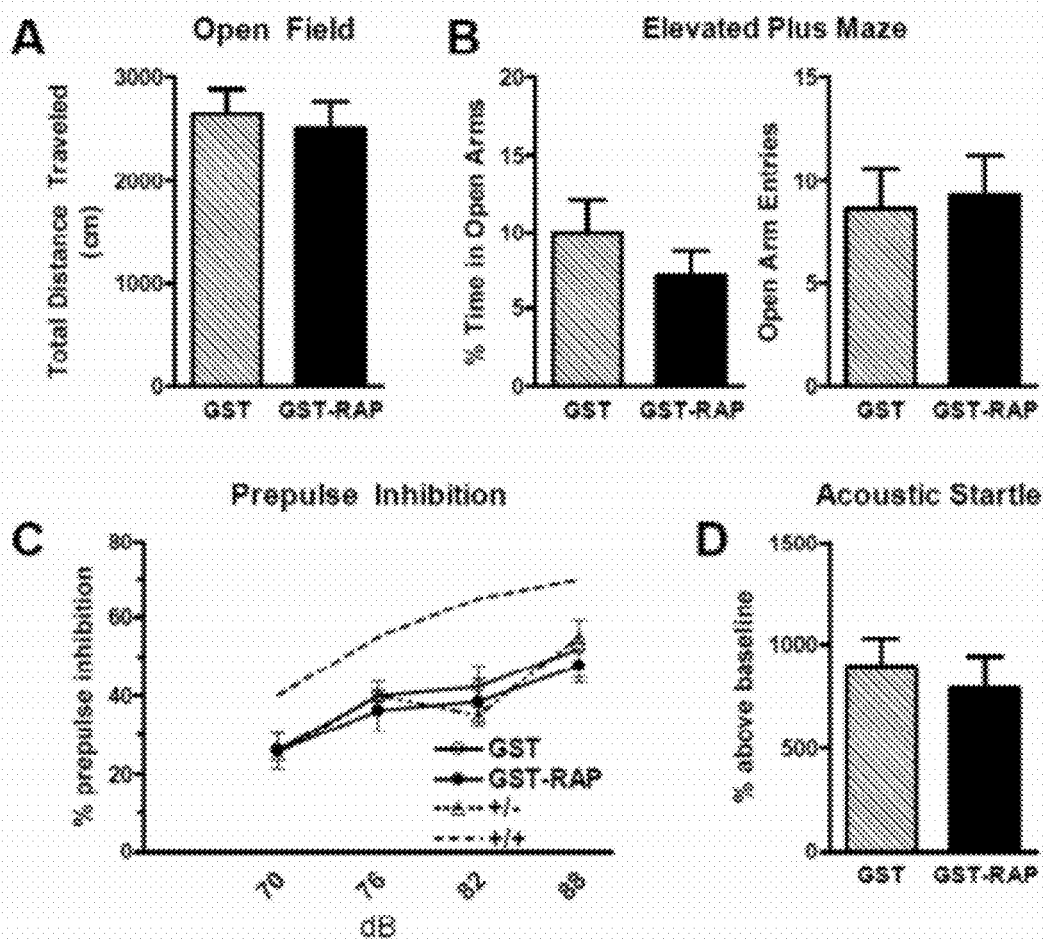 A
Open Field
Total Distance Traveled
(cm)
3000
2000
1000
0
GST
GST-RAP
B
Elevated Plus Maze
% Time in Open Arms
20
15
10
5
0
GST
GST-RAP
Open Arm Entries
15
10
5
0
GST
GST-RAP
C
Prepulse Inhibition
% prepulse inhibition
80
60
40
20
0
GST
GST-RAP
+/-
+/+
70
76
82
88
dB
D
Acoustic Startle
% above baseline
1500
1000
500
0
GST
GST-RAP